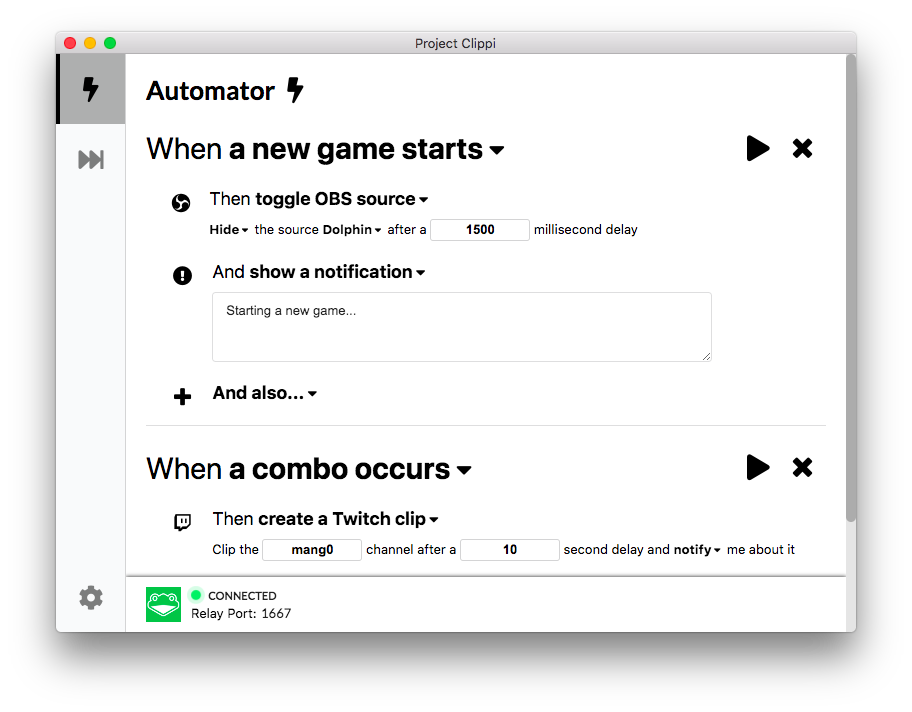 Project Clippi
Automator
When a new game starts
Then toggle OBS source
Hide the source Dolphin after a 1500 millisecond delay
And show a notification
Starting a new game...
And also...
When a combo occurs
Then create a Twitch clip
Clip the mang0 channel after a 10 second delay and notify me about it
CONNECTED
Relay Port: 1667